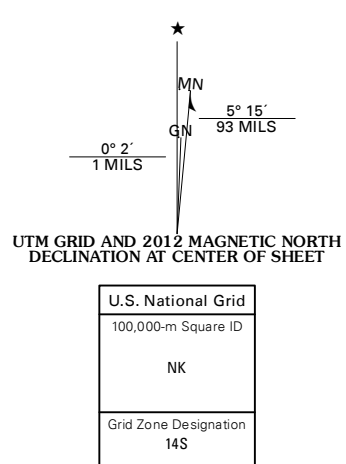 ★
MN
5° 15´
93 MILS
GN
0° 2´
1 MILS
UTM GRID AND 2012 MAGNETIC NORTH
DECLINATION AT CENTER OF SHEET
U.S. National Grid
100,000-m Square ID
NK
Grid Zone Designation
14S